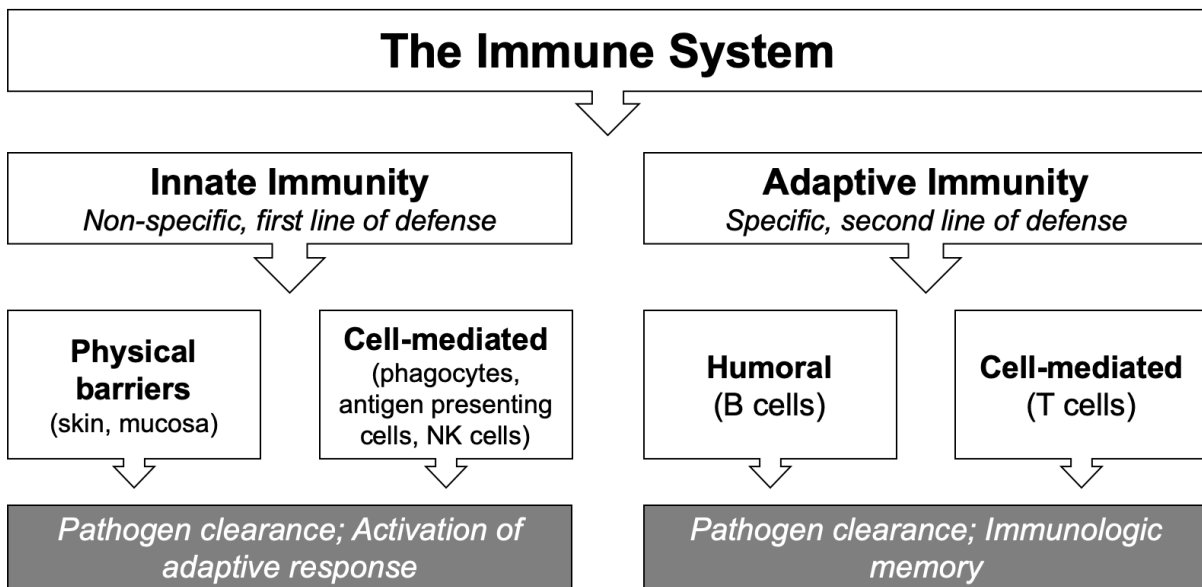 The Immune System
Innate Immunity
Non-specific, first line of defense
Adaptive Immunity
Specific, second line of defense
Physical
barriers
(skin, mucosa)
Cell-mediated
(phagocytes,
antigen presenting
cells, NK cells)
Humoral
(B cells)
Cell-mediated
(T cells)
Pathogen clearance; Activation of
adaptive response
Pathogen clearance; Immunologic
memory